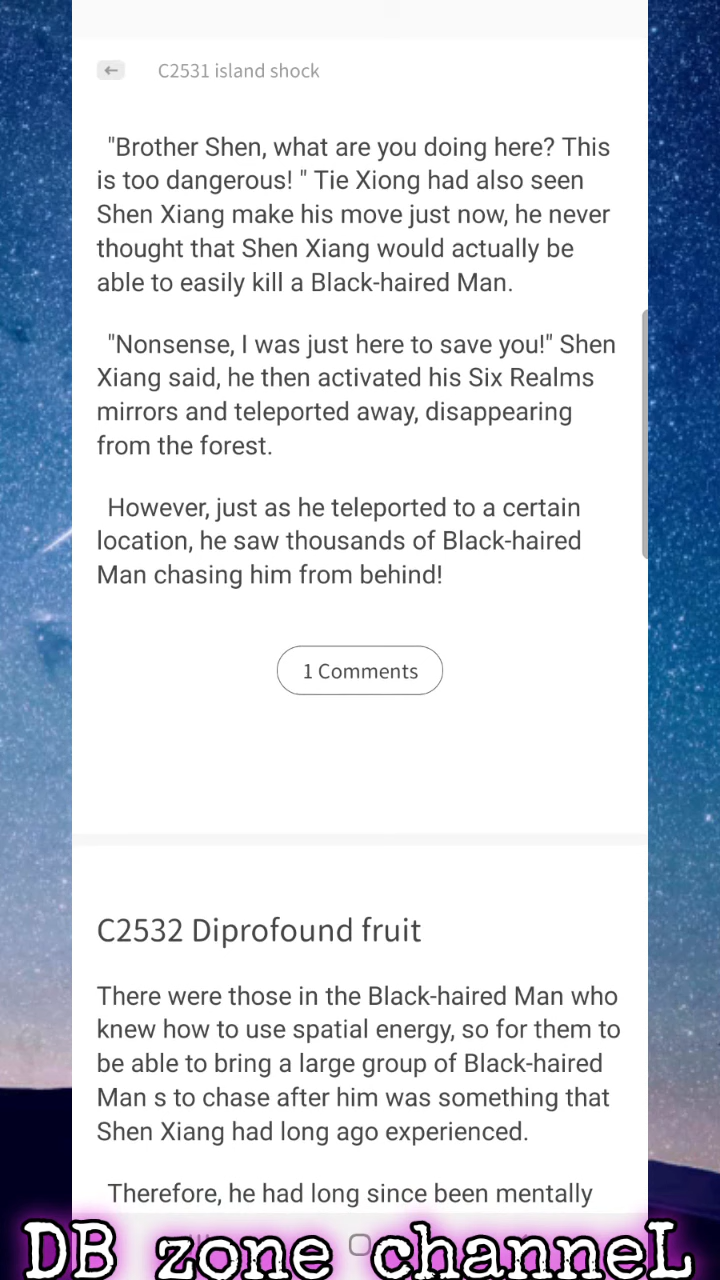 C2531 island shock
"Brother Shen, what are you doing here? This
is too dangerous! " Tie Xiong had also seen
Shen Xiang make his move just now, he never
thought that Shen Xiang would actually be
able to easily kill a Black-haired Man.
"Nonsense, I was just here to save you!" Shen
Xiang said, he then activated his Six Realms
mirrors and teleported away, disappearing
from the forest.
However, just as he teleported to a certain
location, he saw thousands of Black-haired
Man chasing him from behind!
1 Comments
C2532 Diprofound fruit
There were those in the Black-haired Man who
knew how to use spatial energy, so for them to
be able to bring a large group of Black-haired
Man s to chase after him was something that
Shen Xiang had long ago experienced.
Therefore, he had long since been mentally
DB zone channeL